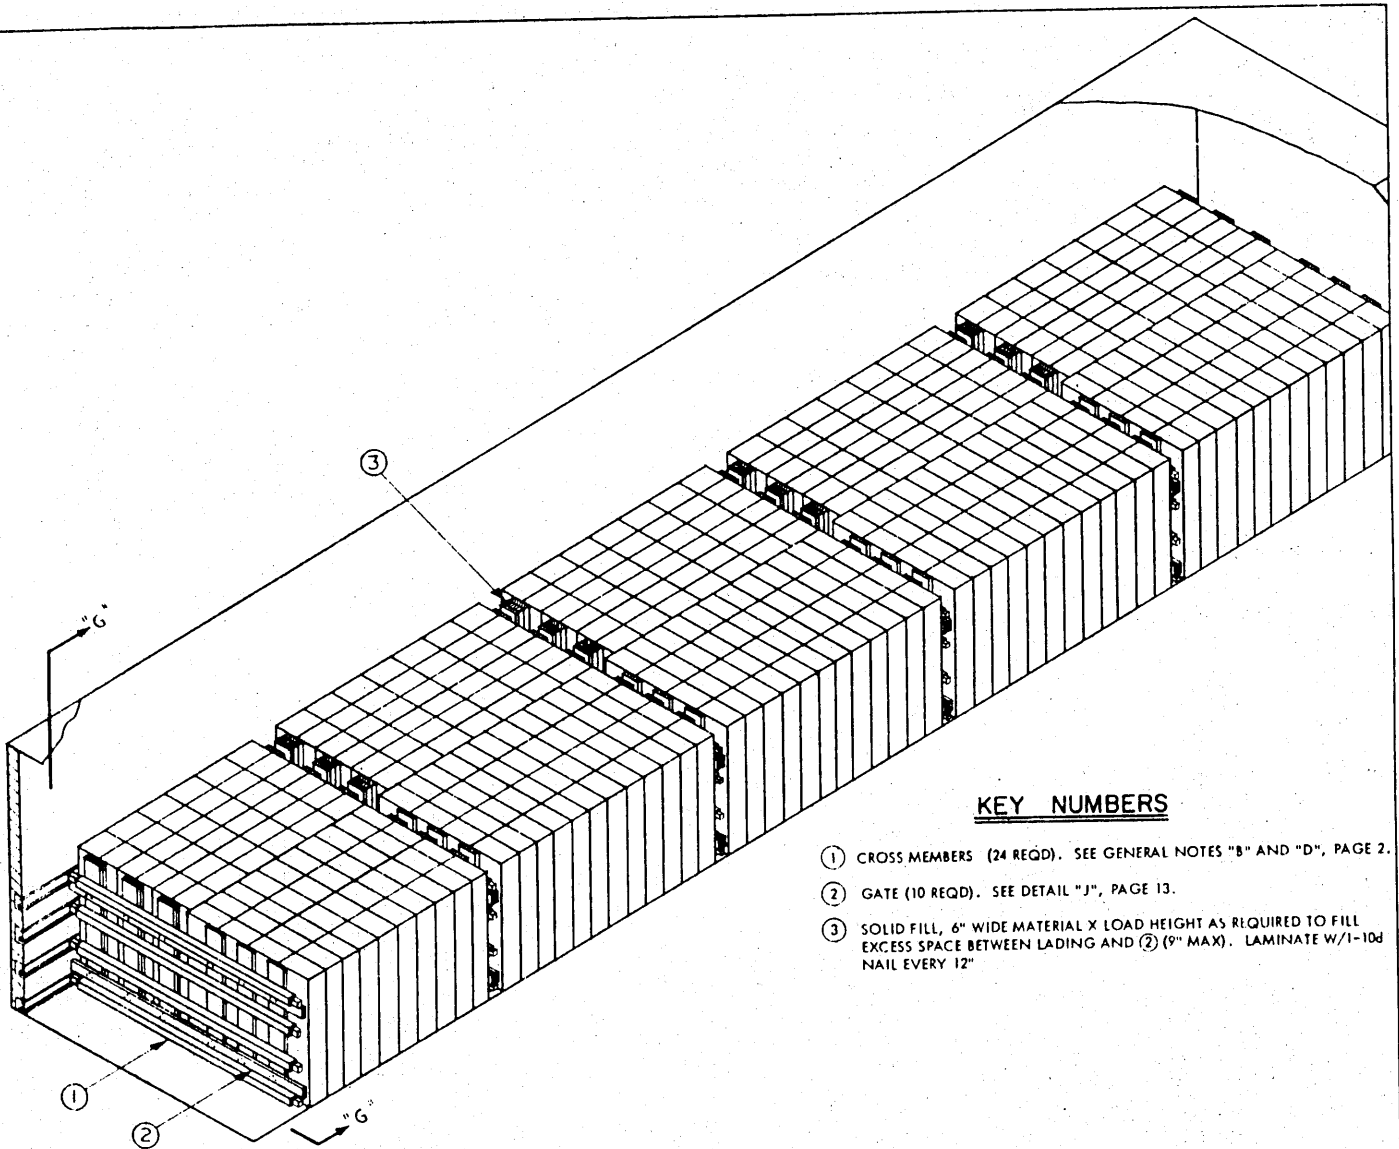 ③
"G"
KEY NUMBERS
① CROSS MEMBERS (24 REQD). SEE GENERAL NOTES "B" AND "D", PAGE 2.
② GATE (10 REQD). SEE DETAIL "J", PAGE 13.
③ SOLID FILL, 6" WIDE MATERIAL X LOAD HEIGHT AS REQUIRED TO FILL
EXCESS SPACE BETWEEN LADING AND ② (9" MAX). LAMINATE W/1-10d
NAIL EVERY 12"
①
②
"G"